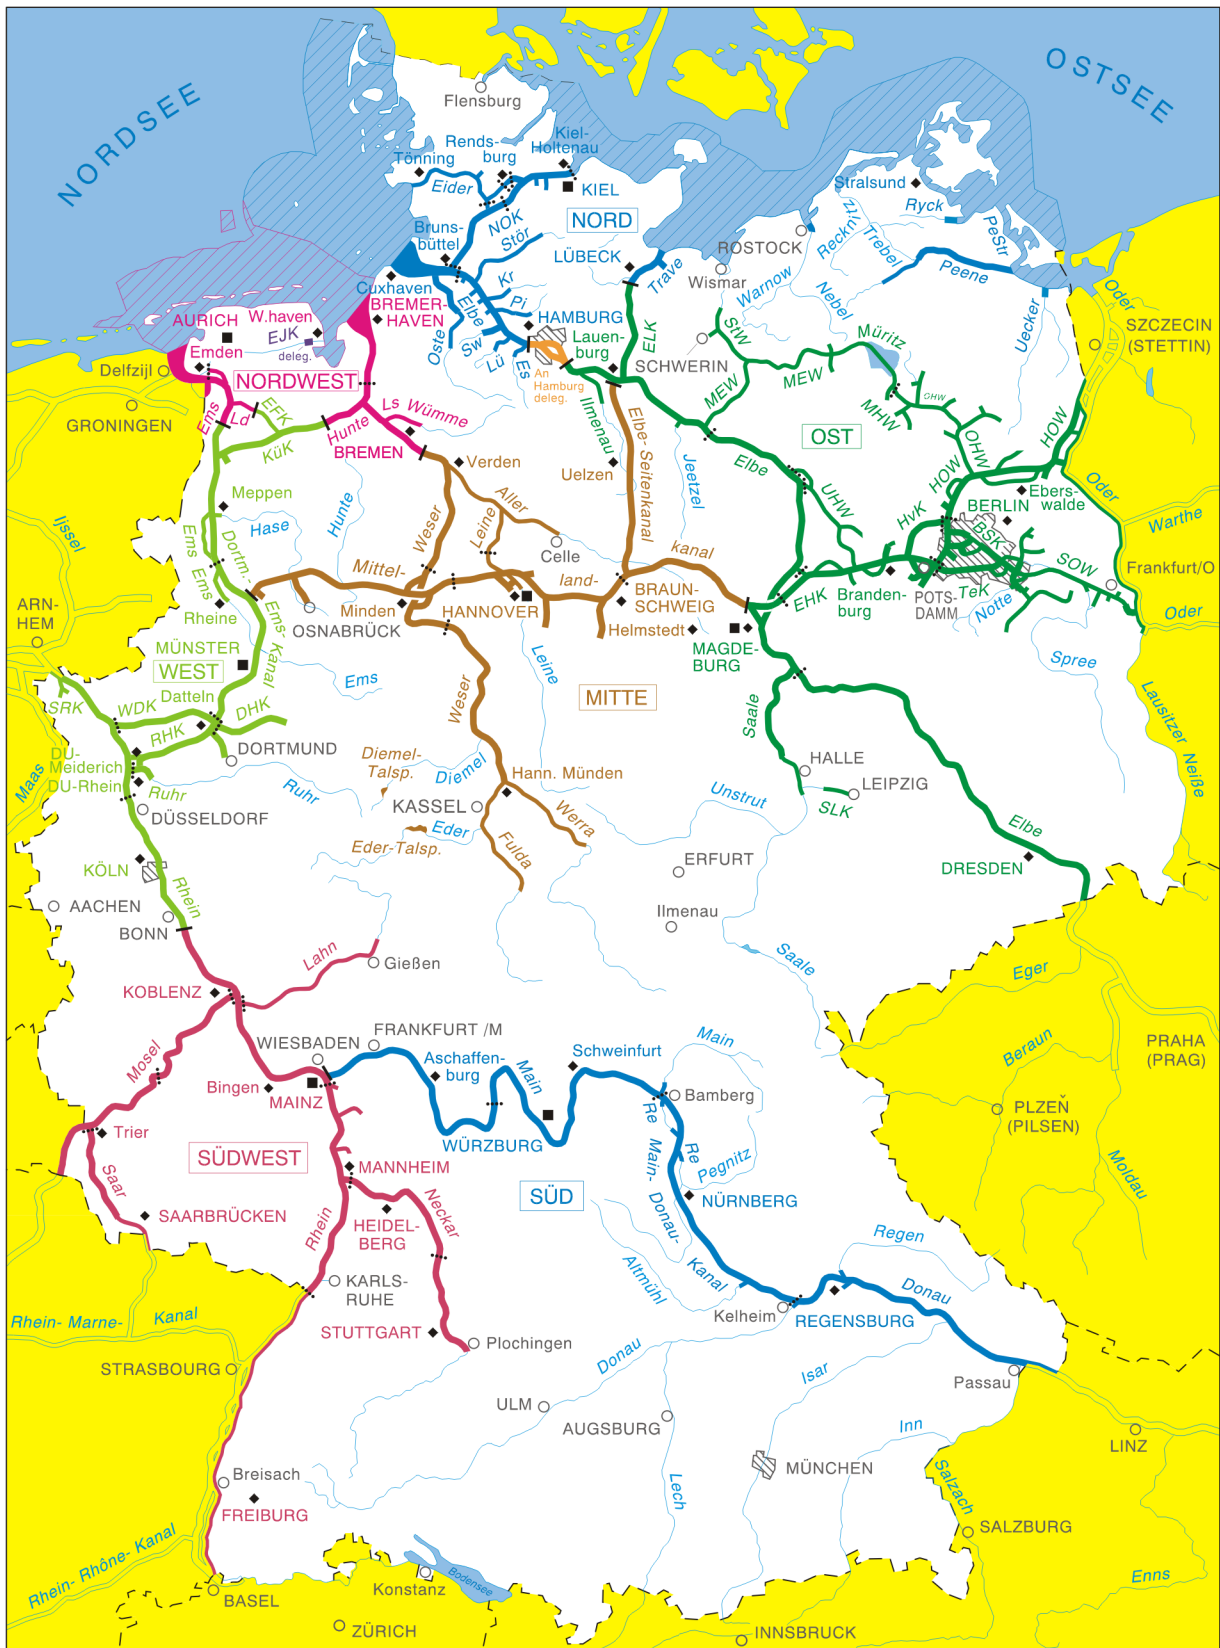 NORDSEE
OSTSEE
Flensburg
Rends-
burg
Kiel-
Holtenau
Tönning
Eider
KIEL
NORD
NOK
Stör
Bruns-
büttel
Cuxhaven
LÜBECK
Trave
Kr
Pi
Elbe
Oste
Sw
Lü
Es
HAMBURG
An
Hamburg
deleg.
Stralsund
Ryck
PeStr
Recknitz
Trebel
Peene
ROSTOCK
Wismar
Warnow
Nebel
Uecker
Oder
SZCZECIN
(STETTIN)
BREMER-
HAVEN
AURICH
W.haven
EJK
deleg.
Emden
Delfzijl
NORDWEST
GRONINGEN
Ems
Ld
EFK
KüK
Hunte
Ls Wümme
BREMEN
Lauen-
burg
ELK
SCHWERIN
StW
MEW
MEW
Müritz
MHW
OHW
OHW
HOW
HOW
OST
Ilmenau
Elbe-Seitenkanal
Uelzen
Jeetzel
Elbe
UHW
HvK
BERLIN
Ebers-
walde
BSK
SOW
Oder
Warthe
Frankfurt/O
Oder
Verden
Aller
Leine
Celle
Weser
Meppen
Hase
Hunte
Ems
Dortm.-
Ems
Ems-Kanal
Ijssel
ARN-
HEM
Rheine
Mittel-
land-
kanal
Minden
HANNOVER
OSNABRÜCK
BRAUN-
SCHWEIG
Helmstedt
MAGDE-
BURG
EHK
Branden-
burg
POTS-
DAMM
TeK
Notte
Spree
Lausitzer Neiße
MÜNSTER
WEST
Ems
Leine
MITTE
Weser
Saale
SRK
WDK
Datteln
RHK
DHK
DORTMUND
DU-
Meiderich
DU-Rhein
Ruhr
Ruhr
Maas
DÜSSELDORF
Diemel-
Talsp.
Diemel
Hann. Münden
KASSEL
Eder
Eder-Talsp.
Fulda
Werra
HALLE
LEIPZIG
SLK
Unstrut
Elbe
DRESDEN
ERFURT
Ilmenau
Saale
KÖLN
Rhein
AACHEN
BONN
Lahn
Gießen
KOBLENZ
Mosel
Eger
Beraun
PRAHA
(PRAG)
PLZEŇ
(PILSEN)
Moldau
WIESBADEN
FRANKFURT /M
Bingen
MAINZ
Aschaffen-
burg
Main
Schweinfurt
WÜRZBURG
Main
Bamberg
Re
Re
Pegnitz
Main-
Donau-
Kanal
NÜRNBERG
Trier
Saar
SÜDWEST
SAARBRÜCKEN
MANNHEIM
Rhein
HEIDEL-
BERG
Neckar
SÜD
Regen
Altmühl
Kelheim
REGENSBURG
Donau
KARLS-
RUHE
STUTTGART
Plochingen
Donau
Rhein- Marne-
Kanal
STRASBOURG
Passau
Isar
Inn
ULM
AUGSBURG
LINZ
MÜNCHEN
Lech
Salzach
SALZBURG
Enns
Breisach
FREIBURG
Rhein- Rhône- Kanal
BASEL
Konstanz
Bodensee
ZÜRICH
INNSBRUCK